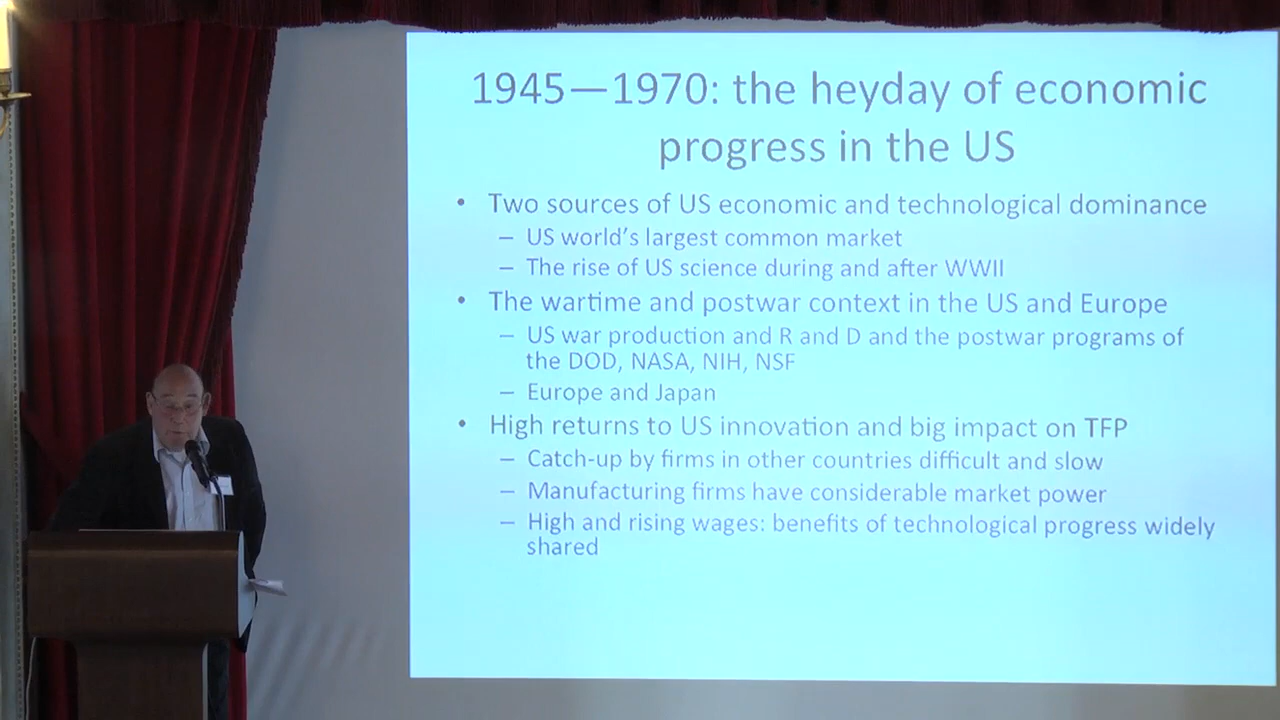 1945—1970: the heyday of economic
progress in the US
• Two sources of US economic and technological dominance
– US world's largest common market
– The rise of US science during and after WWII
• The wartime and postwar context in the US and Europe
– US war production and R and D and the postwar programs of
the DOD, NASA, NIH, NSF
– Europe and Japan
• High returns to US innovation and big impact on TFP
– Catch-up by firms in other countries difficult and slow
– Manufacturing firms have considerable market power
– High and rising wages: benefits of technological progress widely
shared